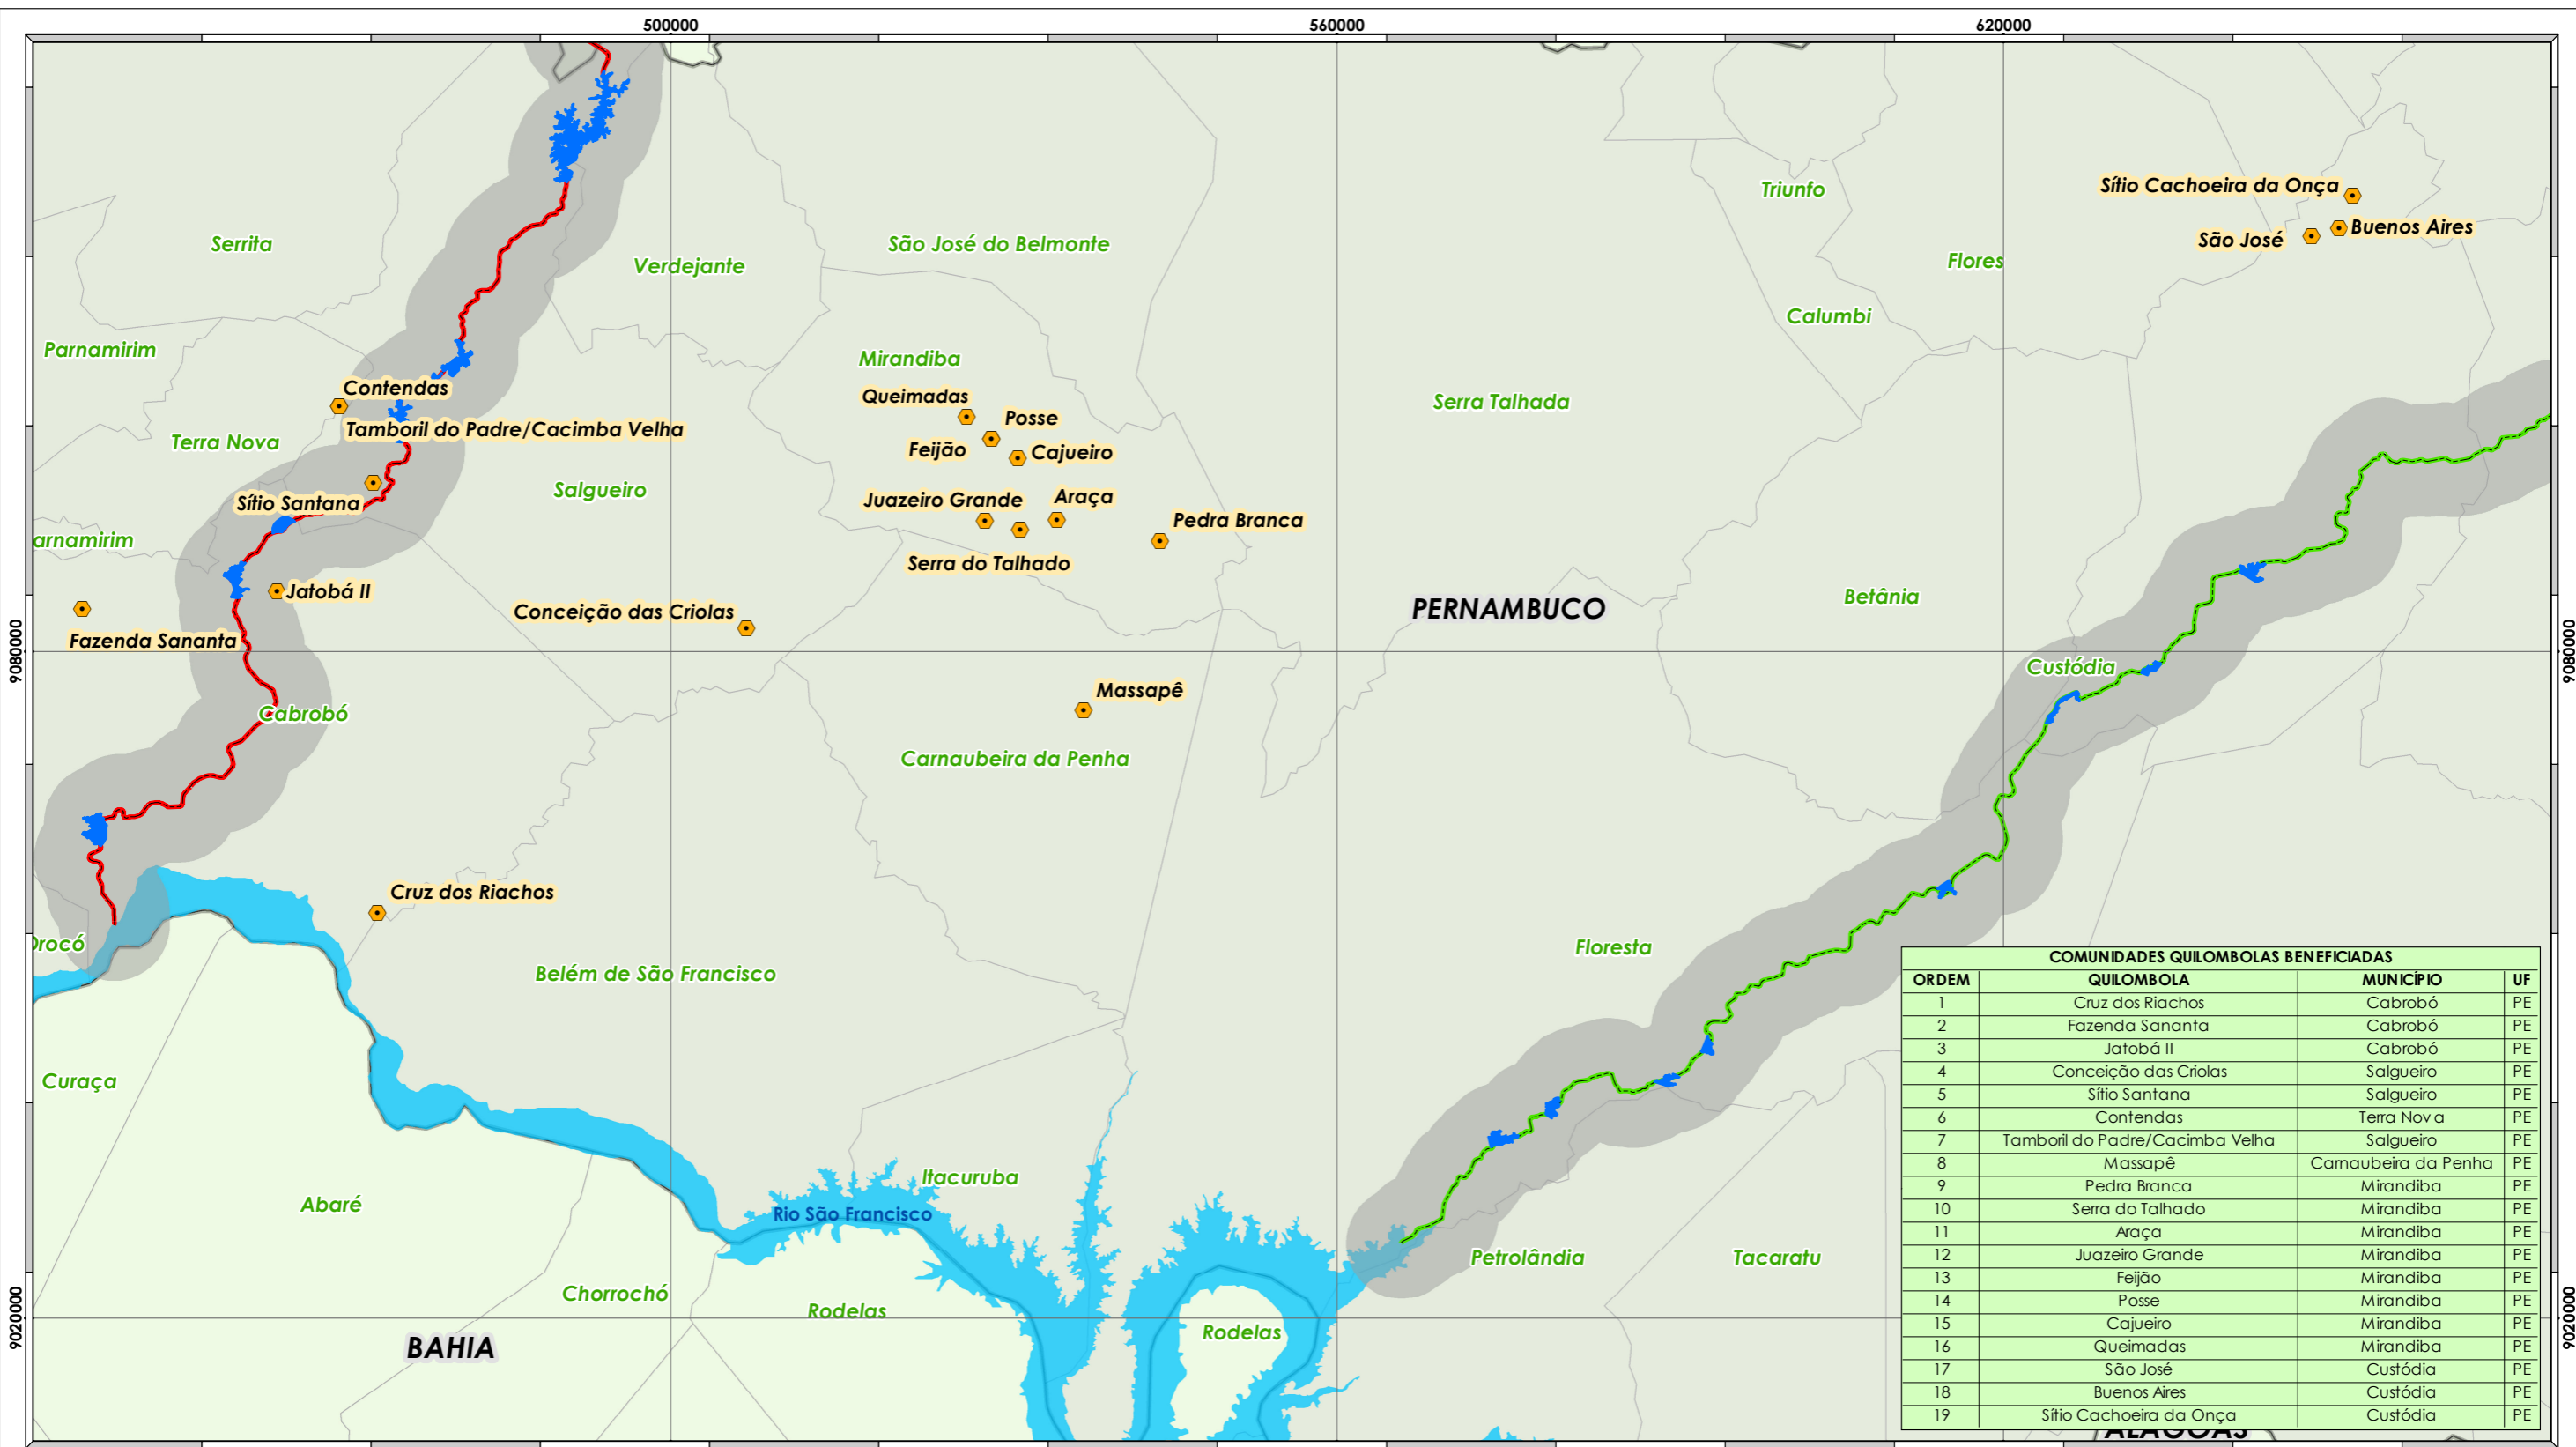 500000 560000 620000
Sítio Cachoeira da Onça
Triunfo
Buenos Aires
São José
Serrita
São José do Belmonte
Verdejante
Flores
Calumbi
Parnamirim
Mirandiba
Contendas
Queimadas
Serra Talhada
Posse
Tamboril do Padre/Cacimba Velha
Terra Nova
Feijão
Cajueiro
Salgueiro
Sítio Santana
Juazeiro Grande
Araça
Pedra Branca
arnamirim
Serra do Talhado
Jatobá II
Betânia
PERNAMBUCO
Conceição das Criolas
Fazenda Sananta
9080000
9080000
Custódia
Massapê
Cabrobó
Carnaubeira da Penha
Cruz dos Riachos
Orocó
Floresta
Belém de São Francisco
COMUNIDADES QUILOMBOLAS BENEFICIADAS
ORDEM QUILOMBOLA MUNICÍPIO UF
1 Cruz dos Riachos Cabrobó PE
2 Fazenda Sananta Cabrobó PE
3 Jatobá II Cabrobó PE
4 Conceição das Criolas Salgueiro PE
5 Sítio Santana Salgueiro PE
6 Contendas Terra Nova PE
7 Tamboril do Padre/Cacimba Velha Salgueiro PE
8 Massapê Carnaubeira da Penha PE
9 Pedra Branca Mirandiba PE
10 Serra do Talhado Mirandiba PE
11 Araça Mirandiba PE
12 Juazeiro Grande Mirandiba PE
13 Feijão Mirandiba PE
14 Posse Mirandiba PE
15 Cajueiro Mirandiba PE
16 Queimadas Mirandiba PE
17 São José Custódia PE
18 Buenos Aires Custódia PE
19 Sítio Cachoeira da Onça Custódia PE
Curaça
Itacuruba
Abaré
Rio São Francisco
Petrolândia
Tacaratu
Chorrochó
Rodelas
Rodelas
9020000
9020000
BAHIA
ALAGOAS